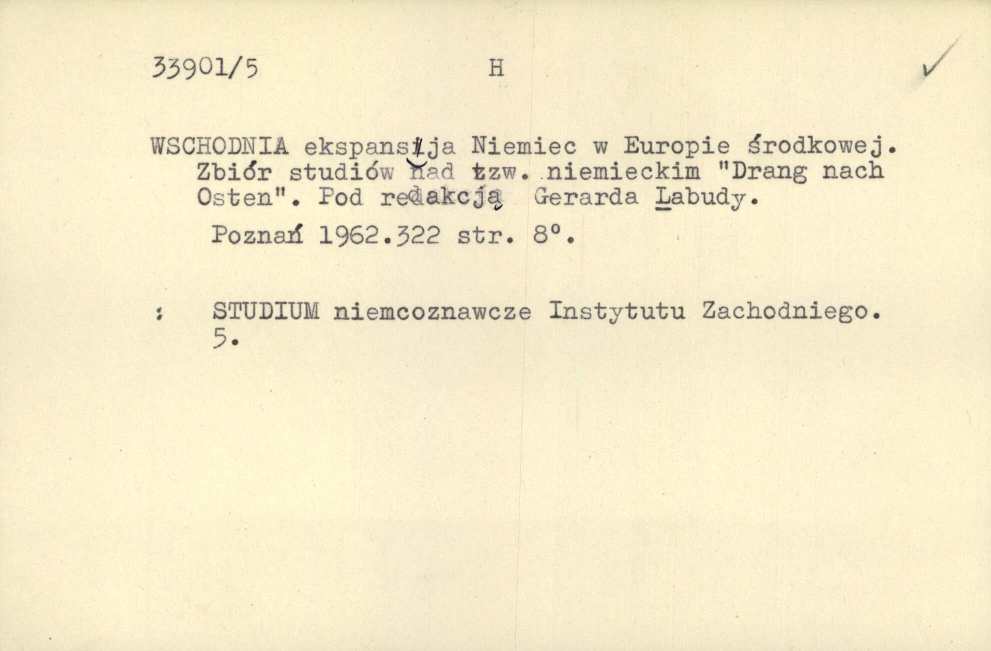 33901/5 H
WSCHODNIA ekspansija Niemiec w Europie środkowej.
Zbiór studiów nad tzw. niemieckim "Drang nach
Osten". Pod redakcją Gerarda Labudy.
Poznań 1962.322 str. 8°.
: STUDIUM niemcoznawcze Instytutu Zachodniego.
5.